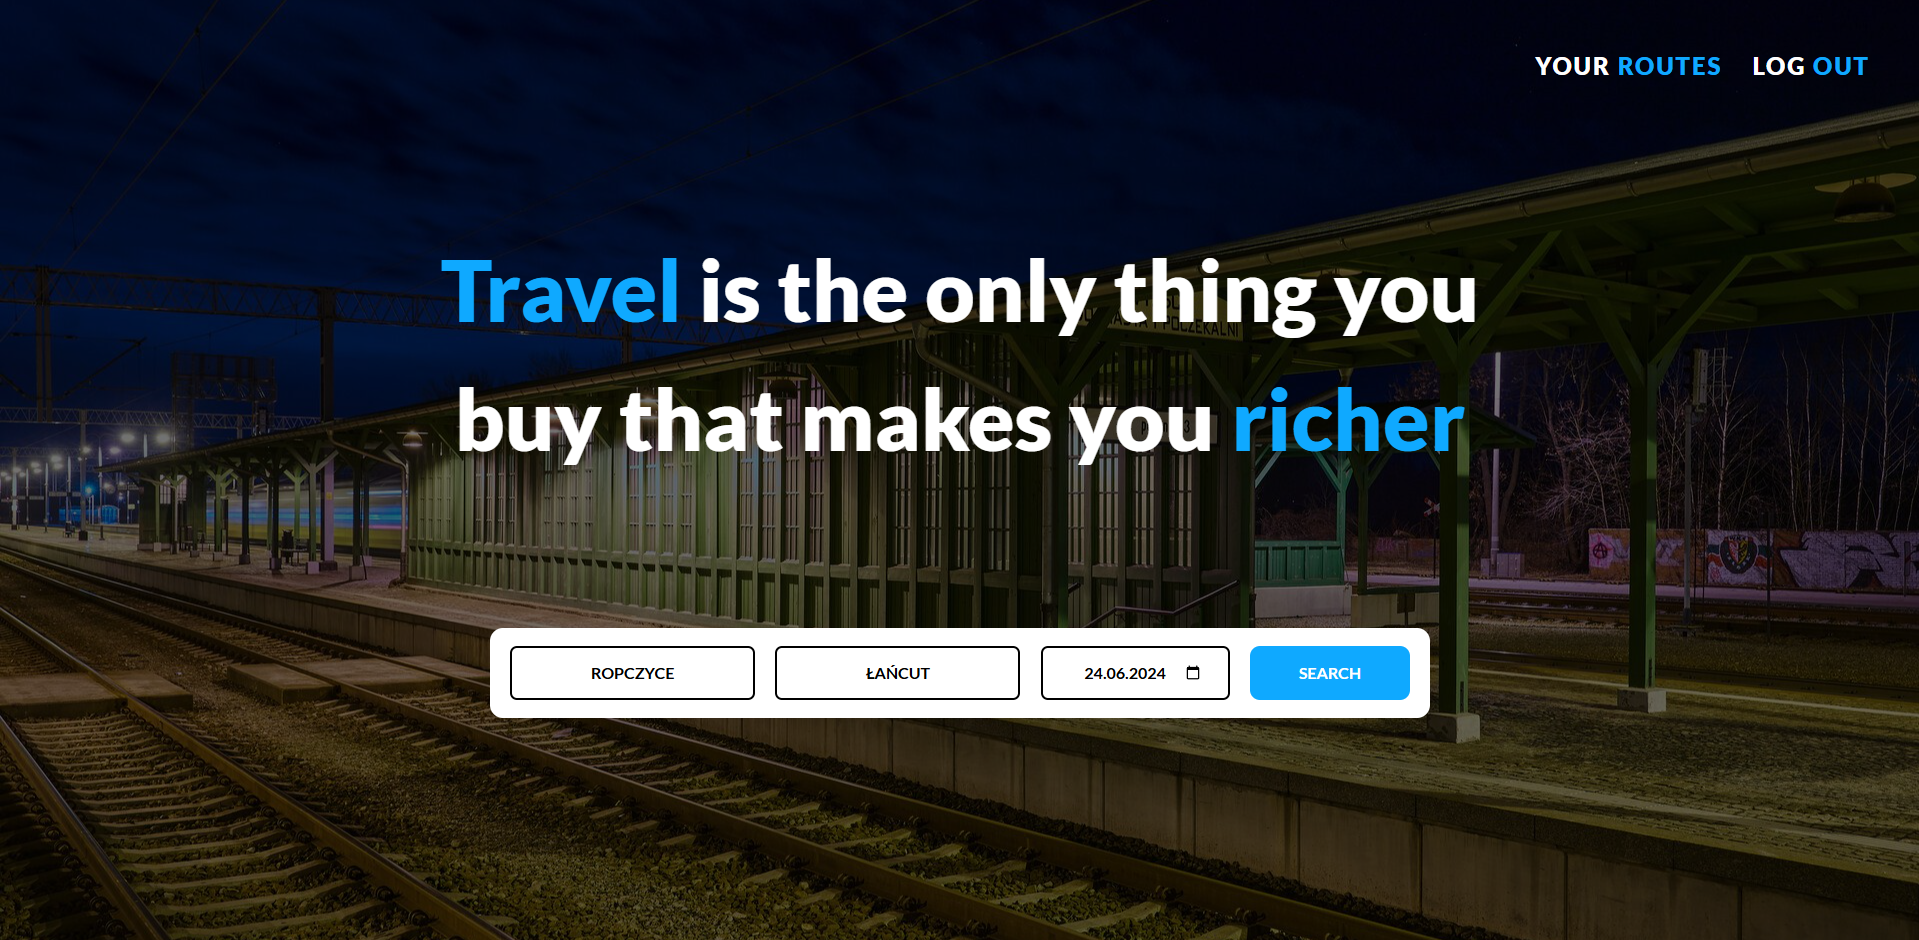 YOUR ROUTES LOG OUT
Travel is the only thing you
buy that makes you richer
ROPCZYCE ŁAŃCUT 24.06.2024 SEARCH